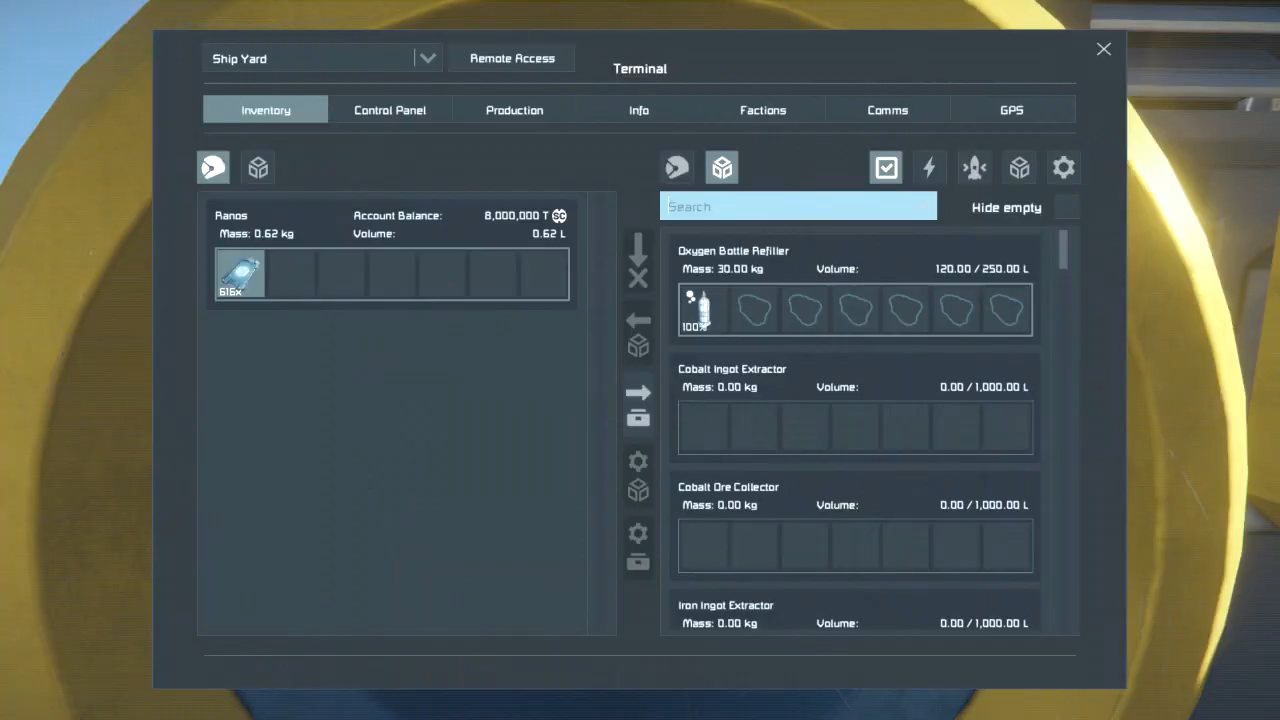 Ship Yard
Remote Access
Terminal
Inventory
Control Panel
Production
Info
Factions
Comms
GPS
Ranos
Account Balance: 8,000,000 T SC
Mass: 0.62 kg
Volume: 0.62 L
616x
Search
Hide empty
Oxygen Bottle Refiller
Mass: 30.00 kg
Volume: 120.00 / 250.00 L
100%
Cobalt Ingot Extractor
Mass: 0.00 kg
Volume: 0.00 / 1,000.00 L
Cobalt Ore Collector
Mass: 0.00 kg
Volume: 0.00 / 1,000.00 L
Iron Ingot Extractor
Mass: 0.00 kg
Volume: 0.00 / 1,000.00 L